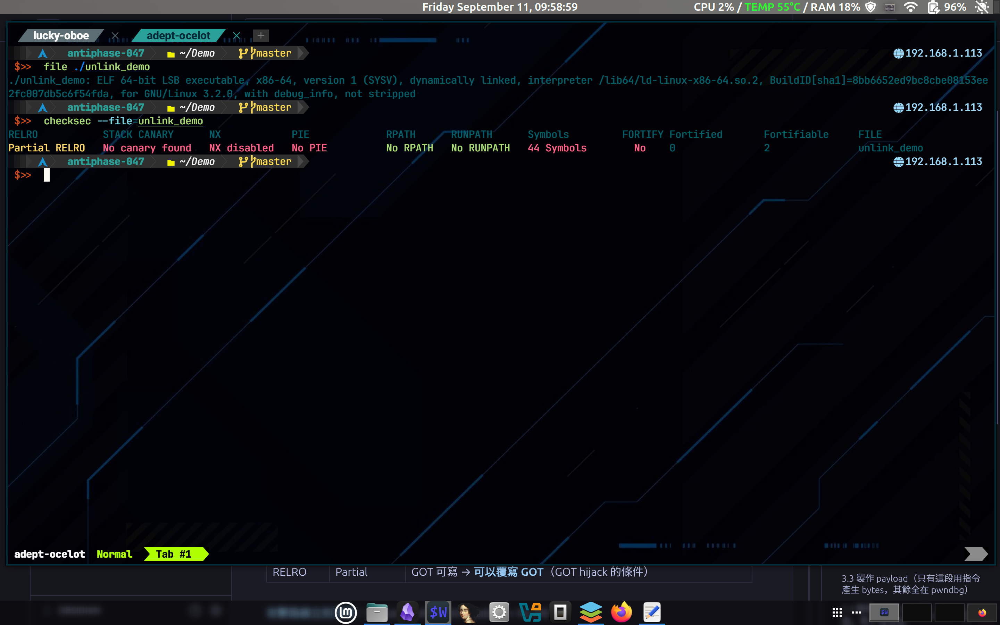 Friday September 11, 09:58:59
CPU 2% / TEMP 55°C / RAM 18%
96%
lucky-oboe
adept-ocelot
antiphase-047 ~/Demo master 192.168.1.113
$>> file ./unlink_demo
./unlink_demo: ELF 64-bit LSB executable, x86-64, version 1 (SYSV), dynamically linked, interpreter /lib64/ld-linux-x86-64.so.2, BuildID[sha1]=8bb6652ed9bc8cbe08153ee
2fc007db5c6f54fda, for GNU/Linux 3.2.0, with debug_info, not stripped
antiphase-047 ~/Demo master 192.168.1.113
$>> checksec --file=unlink_demo
RELRO STACK CANARY NX PIE RPATH RUNPATH Symbols FORTIFY Fortified Fortifiable FILE
Partial RELRO No canary found NX disabled No PIE No RPATH No RUNPATH 44 Symbols No 0 2 unlink_demo
antiphase-047 ~/Demo master 192.168.1.113
$>>
adept-ocelot Normal Tab #1
RELRO Partial GOT 可寫 → 可以覆寫 GOT（GOT hijack 的條件）
3.3 製作 payload（只有這段用指令
產生 bytes，其餘全在 pwndbg）
$W
$W